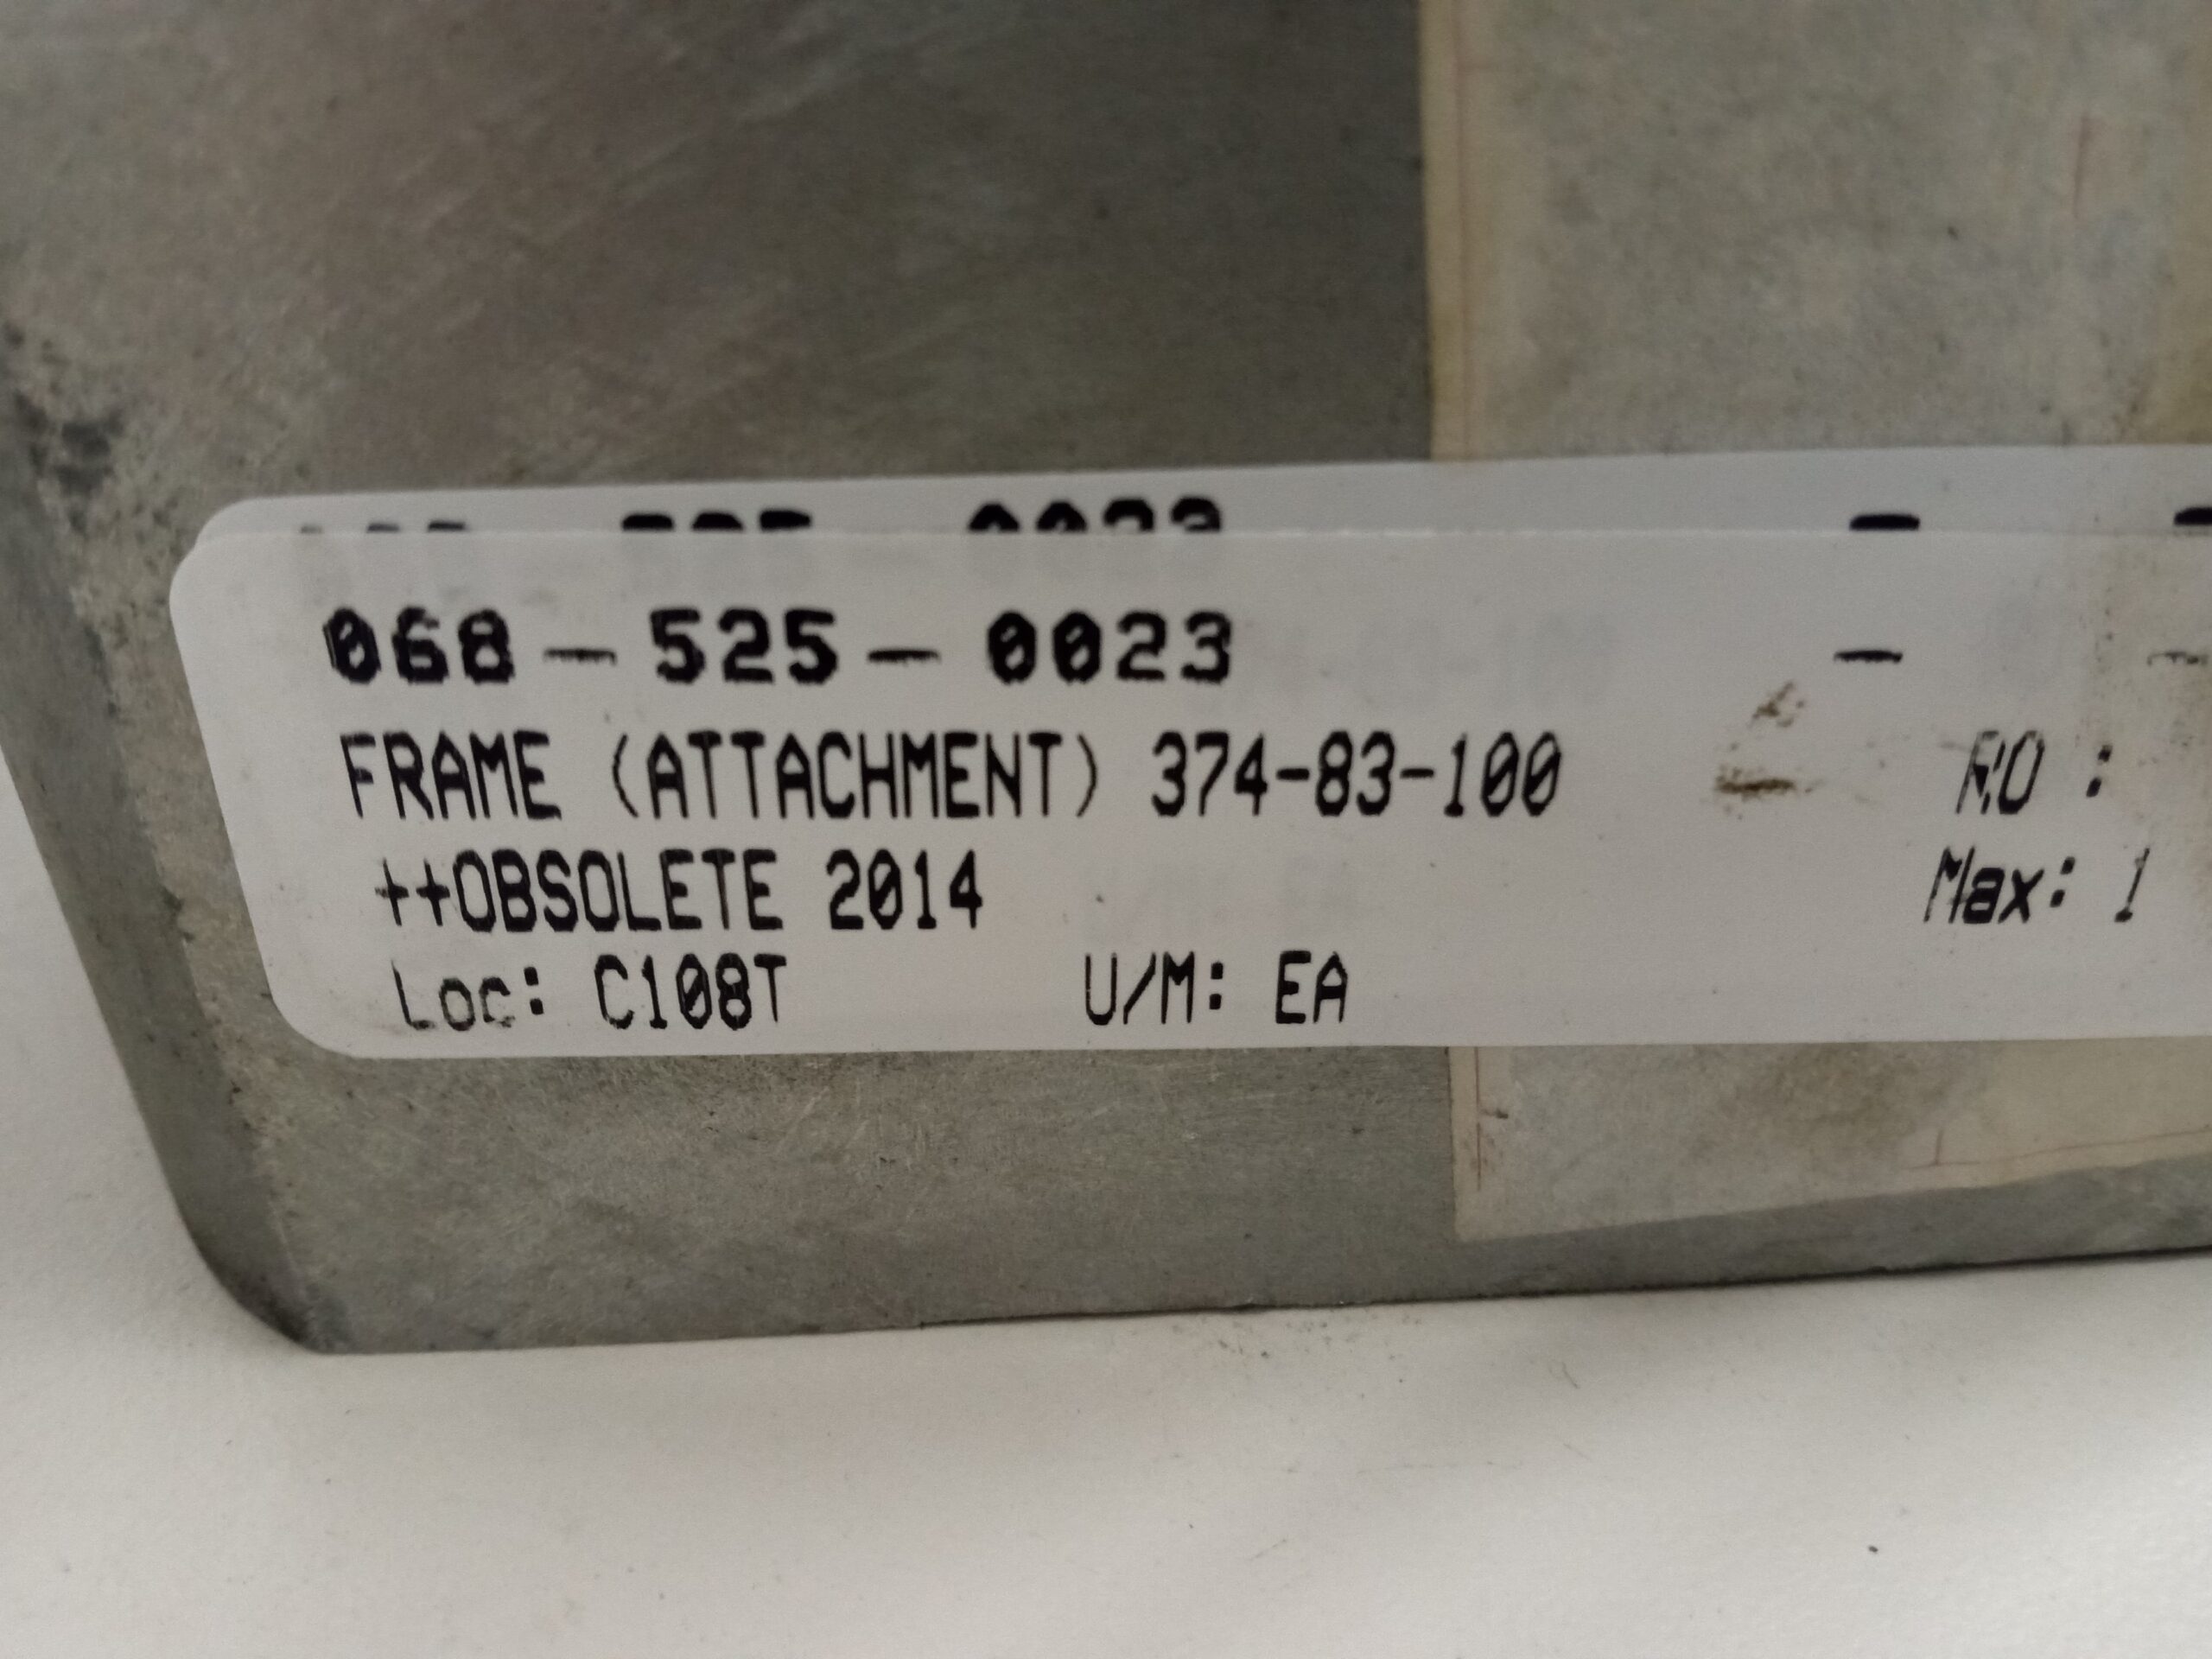 068-525-0023 -
FRAME (ATTACHMENT) 374-83-100
++OBSOLETE 2014 Max: 1
Loc: C108T U/M: EA